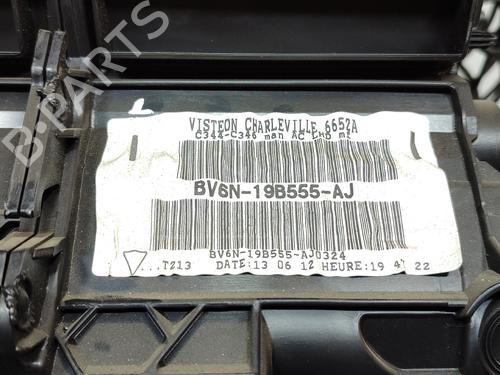 VISTEON CHARLEVILLE 6652A
C344-C346 man AC LHD mt
BV6N-19B555-AJ
BV6N-19B555-AJ0324
...T213 DATE:13 06 12 HEURE:19 47 22
B-PARTS